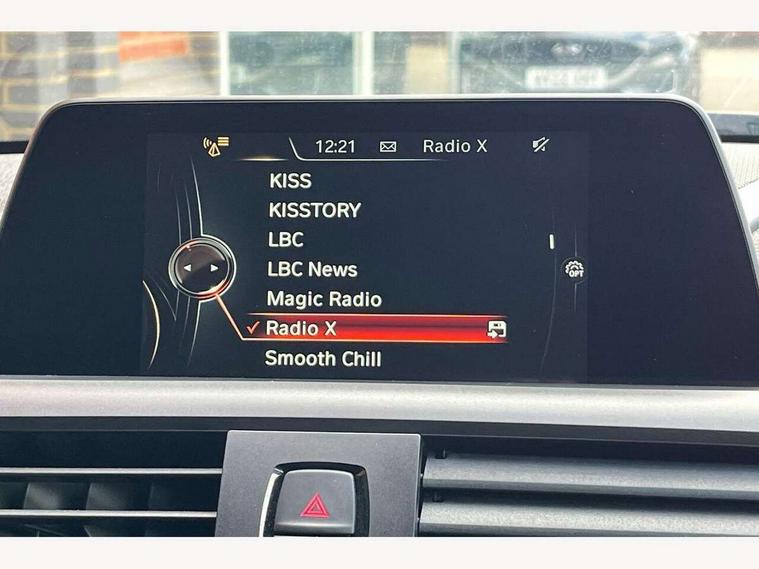 12:21 Radio X
KISS
KISSTORY
LBC
LBC News
Magic Radio
Radio X
Smooth Chill
OPT